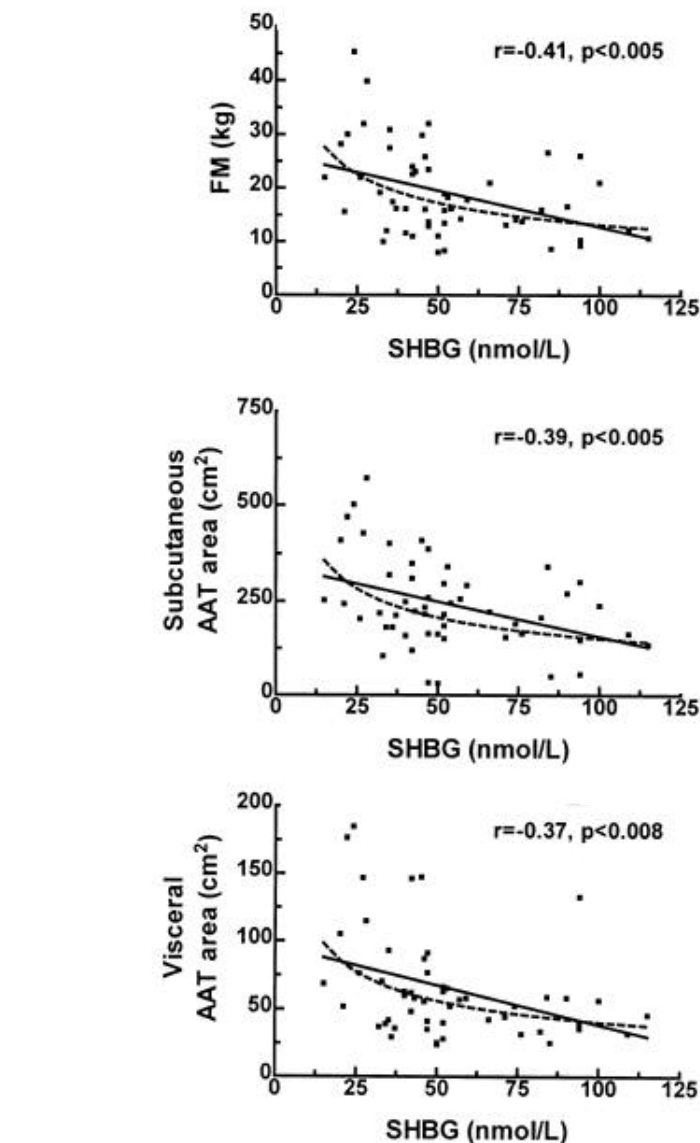 50
r=-0.41, p<0.005
40
30
20
10
0
FM (kg)
0 25 50 75 100 125
SHBG (nmol/L)
750
r=-0.39, p<0.005
500
250
0
Subcutaneous
AAT area (cm²)
0 25 50 75 100 125
SHBG (nmol/L)
200
r=-0.37, p<0.008
150
100
50
0
Visceral
AAT area (cm²)
0 25 50 75 100 125
SHBG (nmol/L)